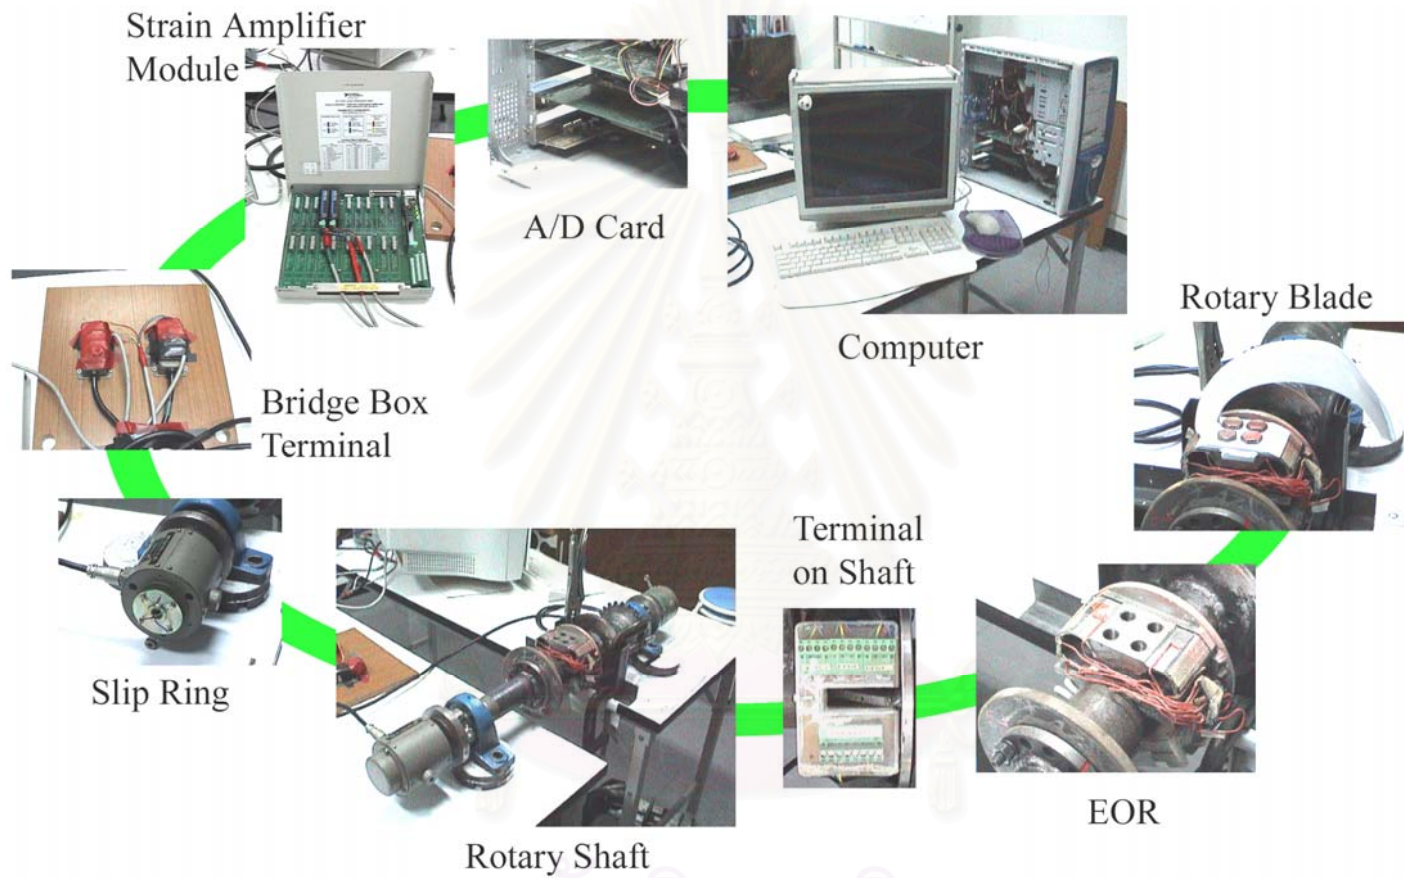 Strain Amplifier
Module
A/D Card
Computer
Rotary Blade
Bridge Box
Terminal
Terminal
on Shaft
Slip Ring
EOR
Rotary Shaft